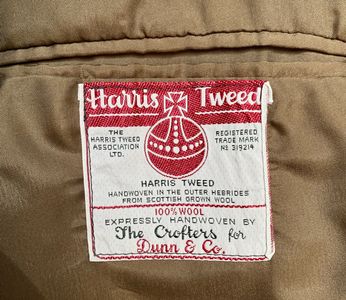 Harris Tweed
THE
HARRIS TWEED
ASSOCIATION
LTD.
REGISTERED
TRADE MARK
No 319214
HARRIS TWEED
HANDWOVEN IN THE OUTER HEBRIDES
FROM SCOTTISH GROWN WOOL
100% WOOL
EXPRESSLY HANDWOVEN BY
The Crofters for
Dunn & Co.